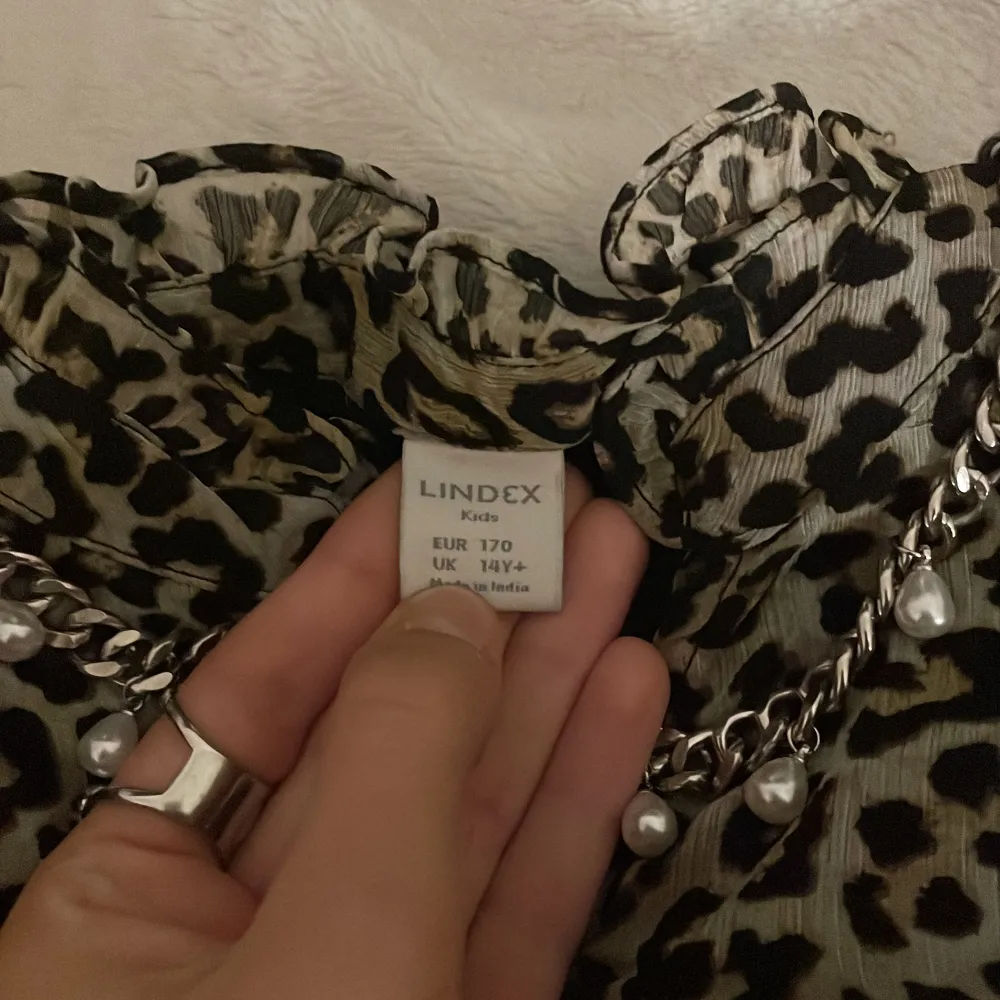 LINDEX
Kids
EUR 170
UK 14Y+
Made in India